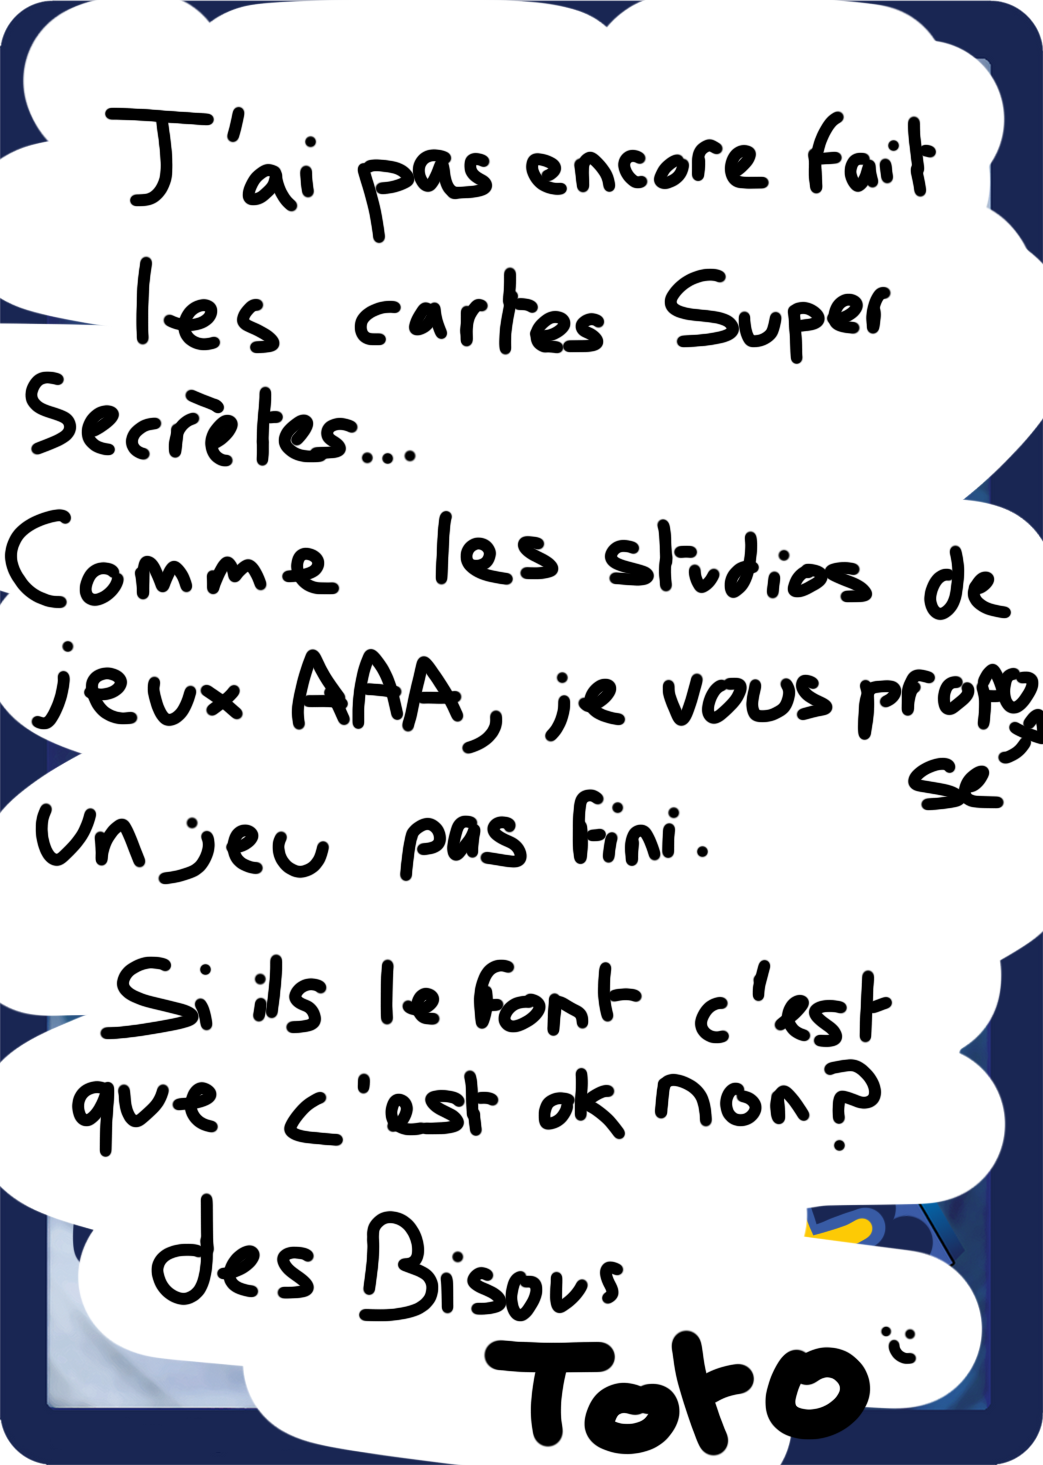 J'ai pas encore fait
les cartes Super
Secrètes...
Comme les studios de
jeux AAA, je vous propo
se
un jeu pas fini.
Si ils le font c'est
que c'est ok non?
des Bisous
Toto